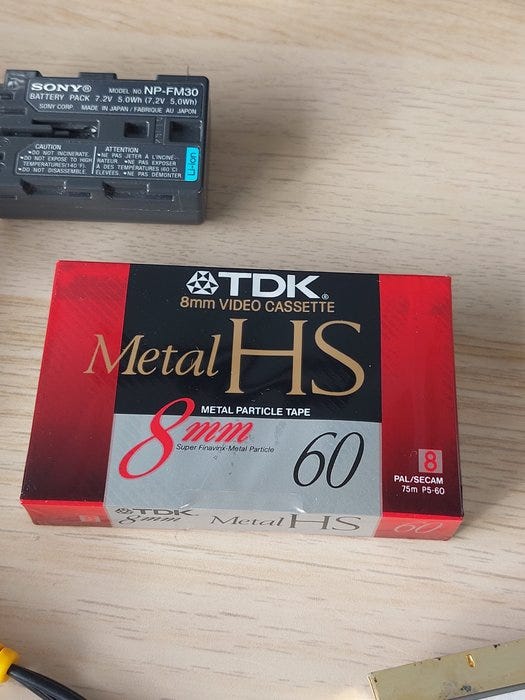 SONY® MODEL NO NP-FM30
BATTERY PACK 7.2V 5.0Wh (7,2V 5,0Wh)
SONY CORP. MADE IN JAPAN / FABRIQUE AU JAPON
CAUTION
•DO NOT INCINERATE.
•DO NOT EXPOSE TO HIGH
TEMPERATURES(140°F)
•DO NOT DISASSEMBLE.
ATTENTION
•NE PAS JETER À L'INCINÉ-
RATEUR. •NE PAS EXPOSER
À DES TEMPÉRATURES (60°C)
ÉLEVÉES. •NE PAS DÉMONTER.
Li-ion
TDK®
8mm VIDEO CASSETTE
Metal HS
METAL PARTICLE TAPE
8mm
Super Finavinx-Metal Particle
60
8
PAL/SECAM
75m P5-60
8
TDK
8mm
Metal HS
60